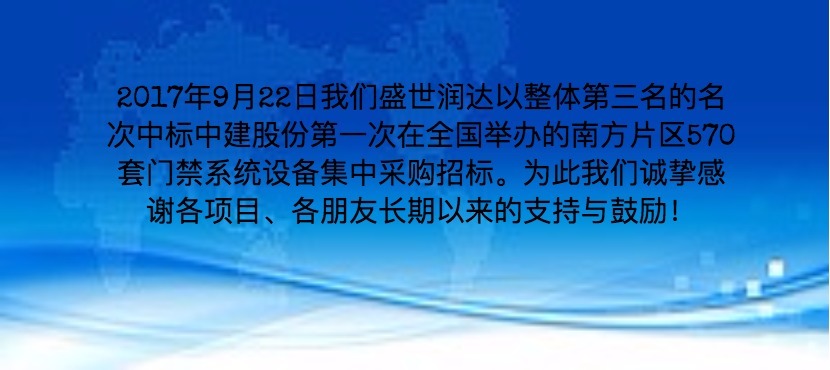 2017年9月22日我们盛世润达以整体第三名的名
次中标中建股份第一次在全国举办的南方片区570
套门禁系统设备集中采购招标。为此我们诚挚感
谢各项目、各朋友长期以来的支持与鼓励！